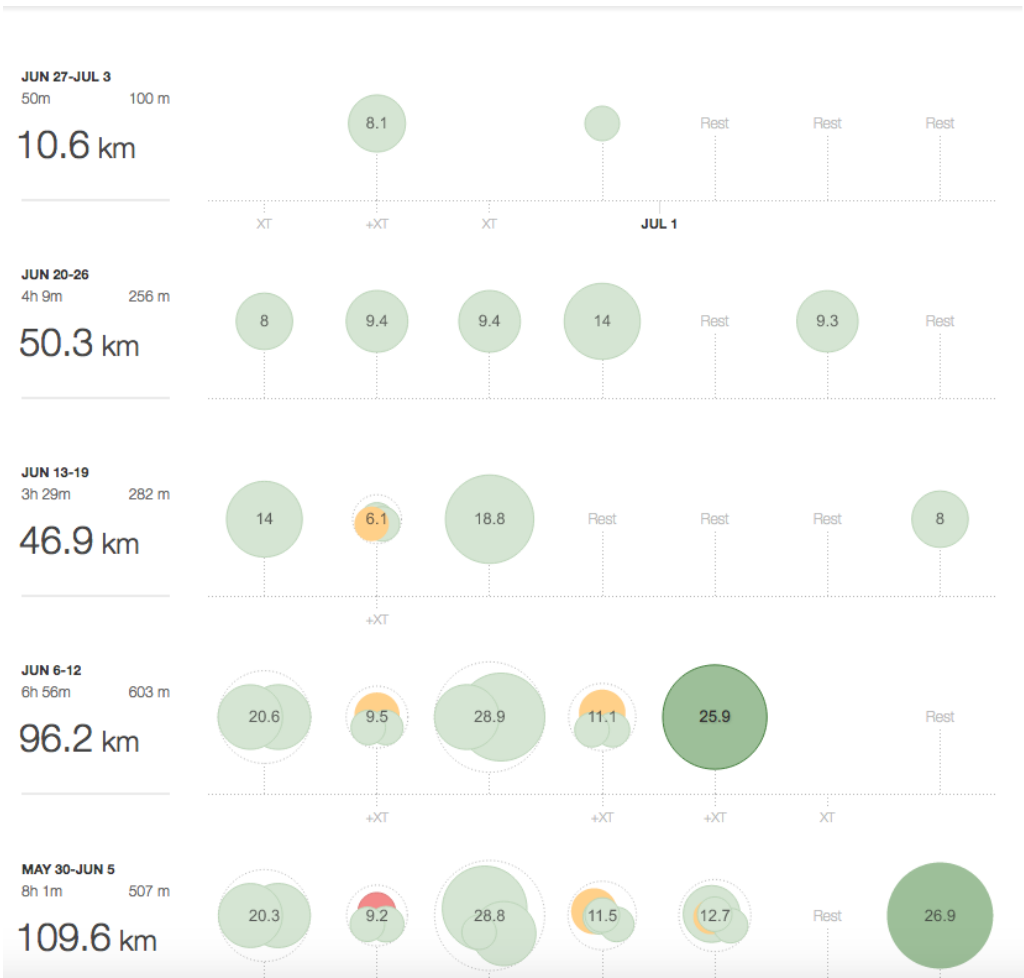 JUN 27-JUL 3
50m 100 m
10.6 km
8.1 Rest Rest Rest
XT +XT XT JUL 1
JUN 20-26
4h 9m 256 m
50.3 km
8 9.4 9.4 14 Rest 9.3 Rest
JUN 13-19
3h 29m 282 m
46.9 km
14 6.1 18.8 Rest Rest Rest 8
+XT
JUN 6-12
6h 56m 603 m
96.2 km
20.6 9.5 28.9 11.1 25.9 Rest
+XT +XT +XT XT
MAY 30-JUN 5
8h 1m 507 m
109.6 km
20.3 9.2 28.8 11.5 12.7 Rest 26.9